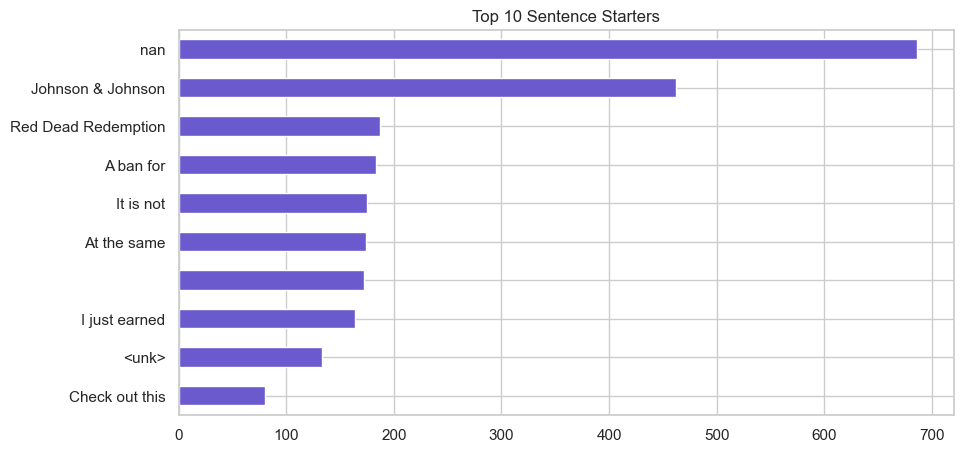 Top 10 Sentence Starters
nan
Johnson & Johnson
Red Dead Redemption
A ban for
It is not
At the same
I just earned
<unk>
Check out this
0 100 200 300 400 500 600 700